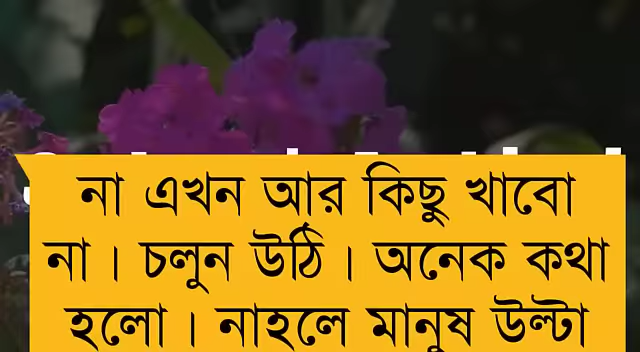 না এখন আর কিছু খাবো
না। চলুন উঠি। অনেক কথা
হলো। নাহলে মানুষ উল্টা